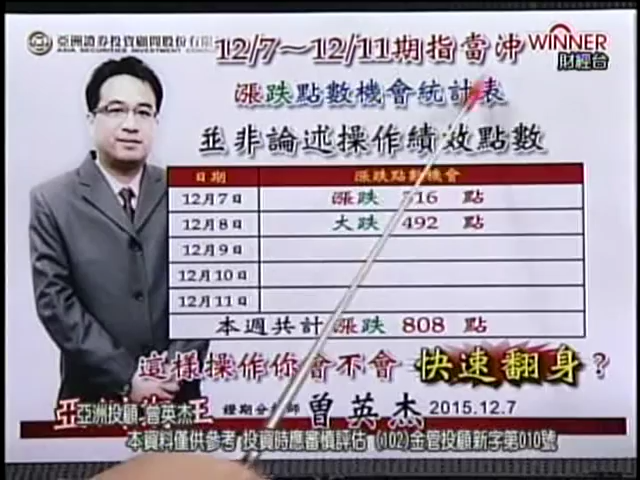 亞洲證券投資顧問股份有限
ASIA SECURITIES INVESTMENT
12/7～12/11期指當沖
WINNER
財經台
漲跌點數機會統計表
並非論述操作績效點數
日期 漲跌點數機會
12月7日 漲跌 316 點
12月8日 大跌 492 點
12月9日
12月10日
12月11日
本週共計 漲跌 808 點
這樣操作你會不會 快速翻身？
亞洲投顧 曾英杰
證期分析師 曾英杰 2015.12.7
本資料僅供參考 投資時應審慎評估 (102)金管投顧新字第010號